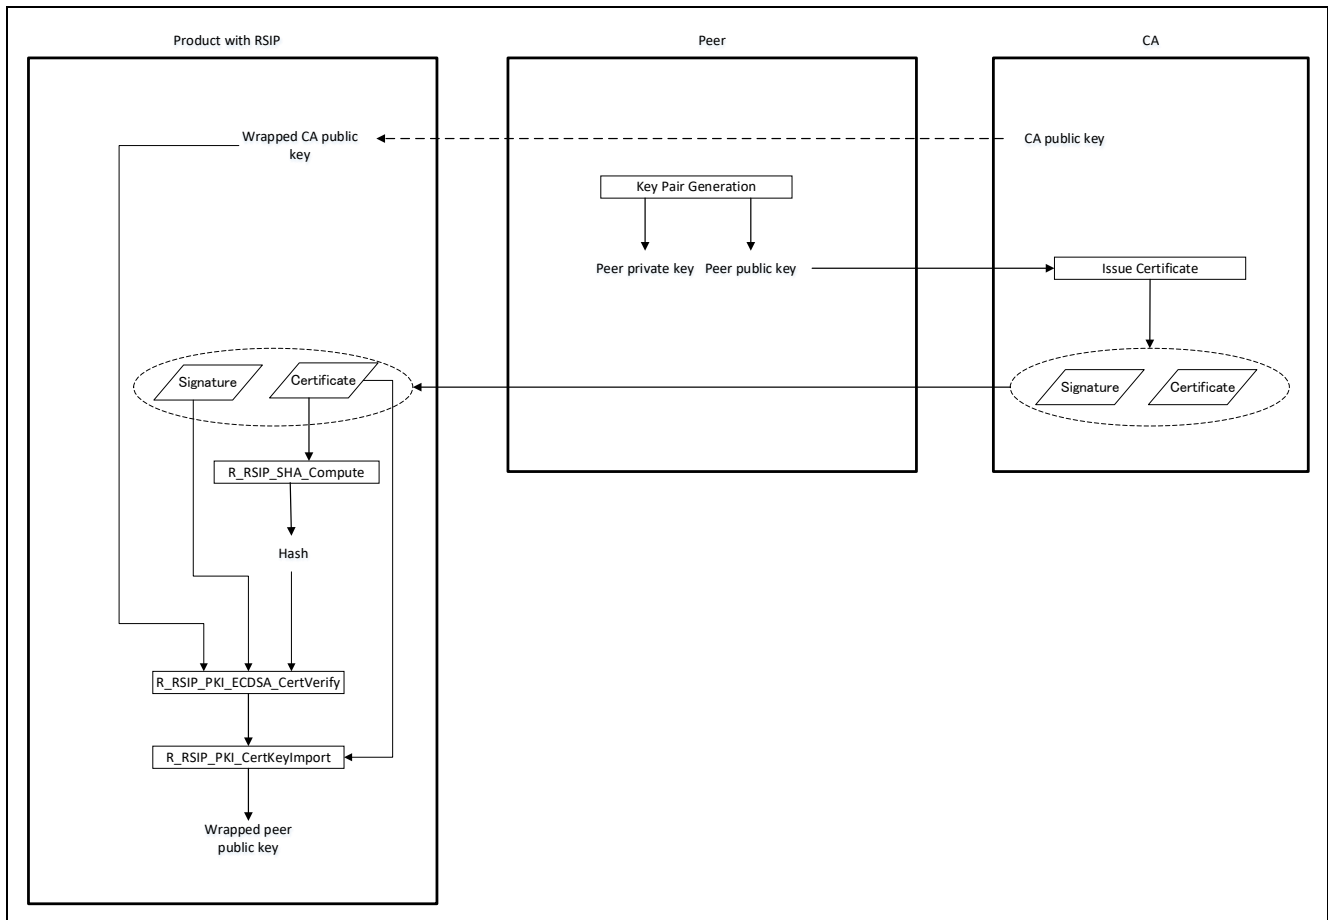 Product with RSIP
Peer
CA
Wrapped CA public
key
CA public key
Key Pair Generation
Peer private key
Peer public key
Issue Certificate
Signature
Certificate
Signature
Certificate
R_RSIP_SHA_Compute
Hash
R_RSIP_PKI_ECDSA_CertVerify
R_RSIP_PKI_CertKeyImport
Wrapped peer
public key